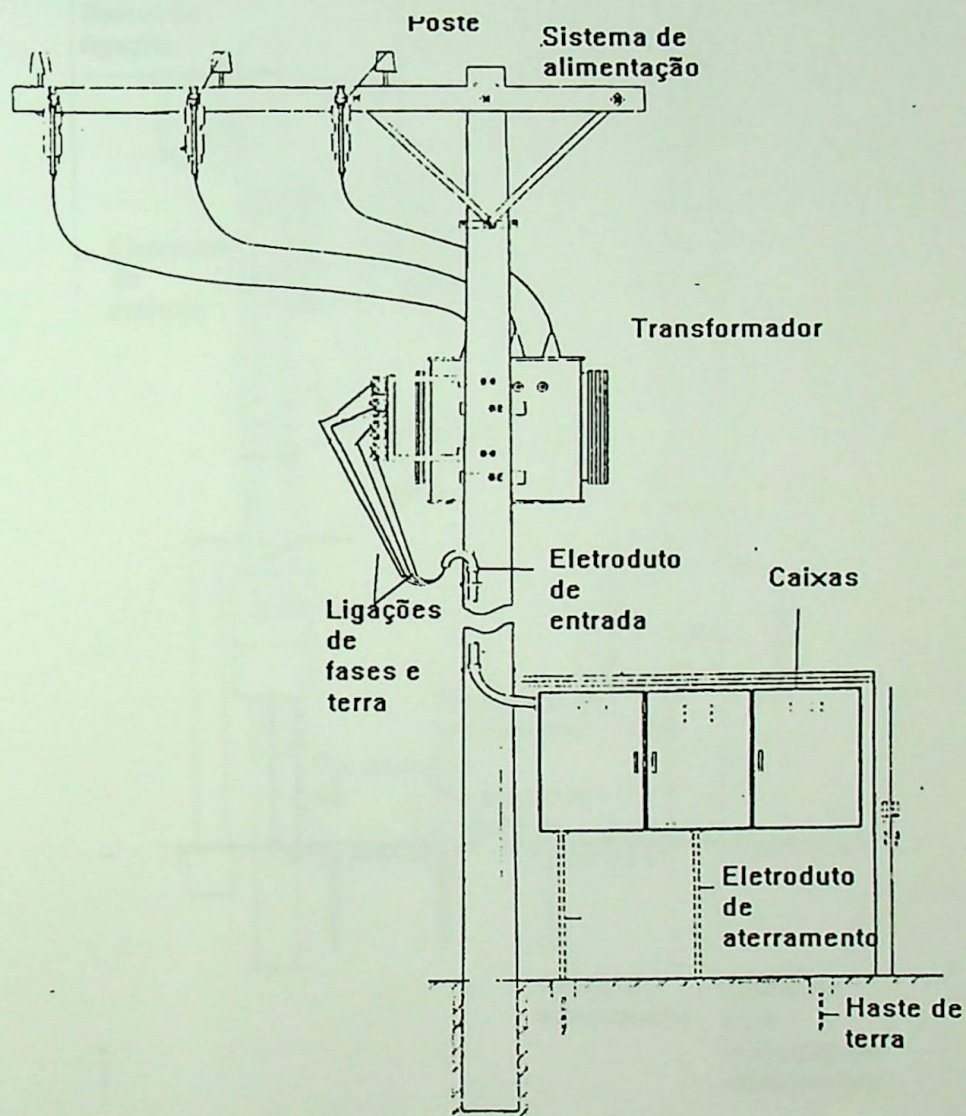 Poste
Sistema de
alimentação
Transformador
Eletroduto
de
entrada
Caixas
Ligações
de
fases e
terra
Eletroduto
de
aterramento
Haste de
terra